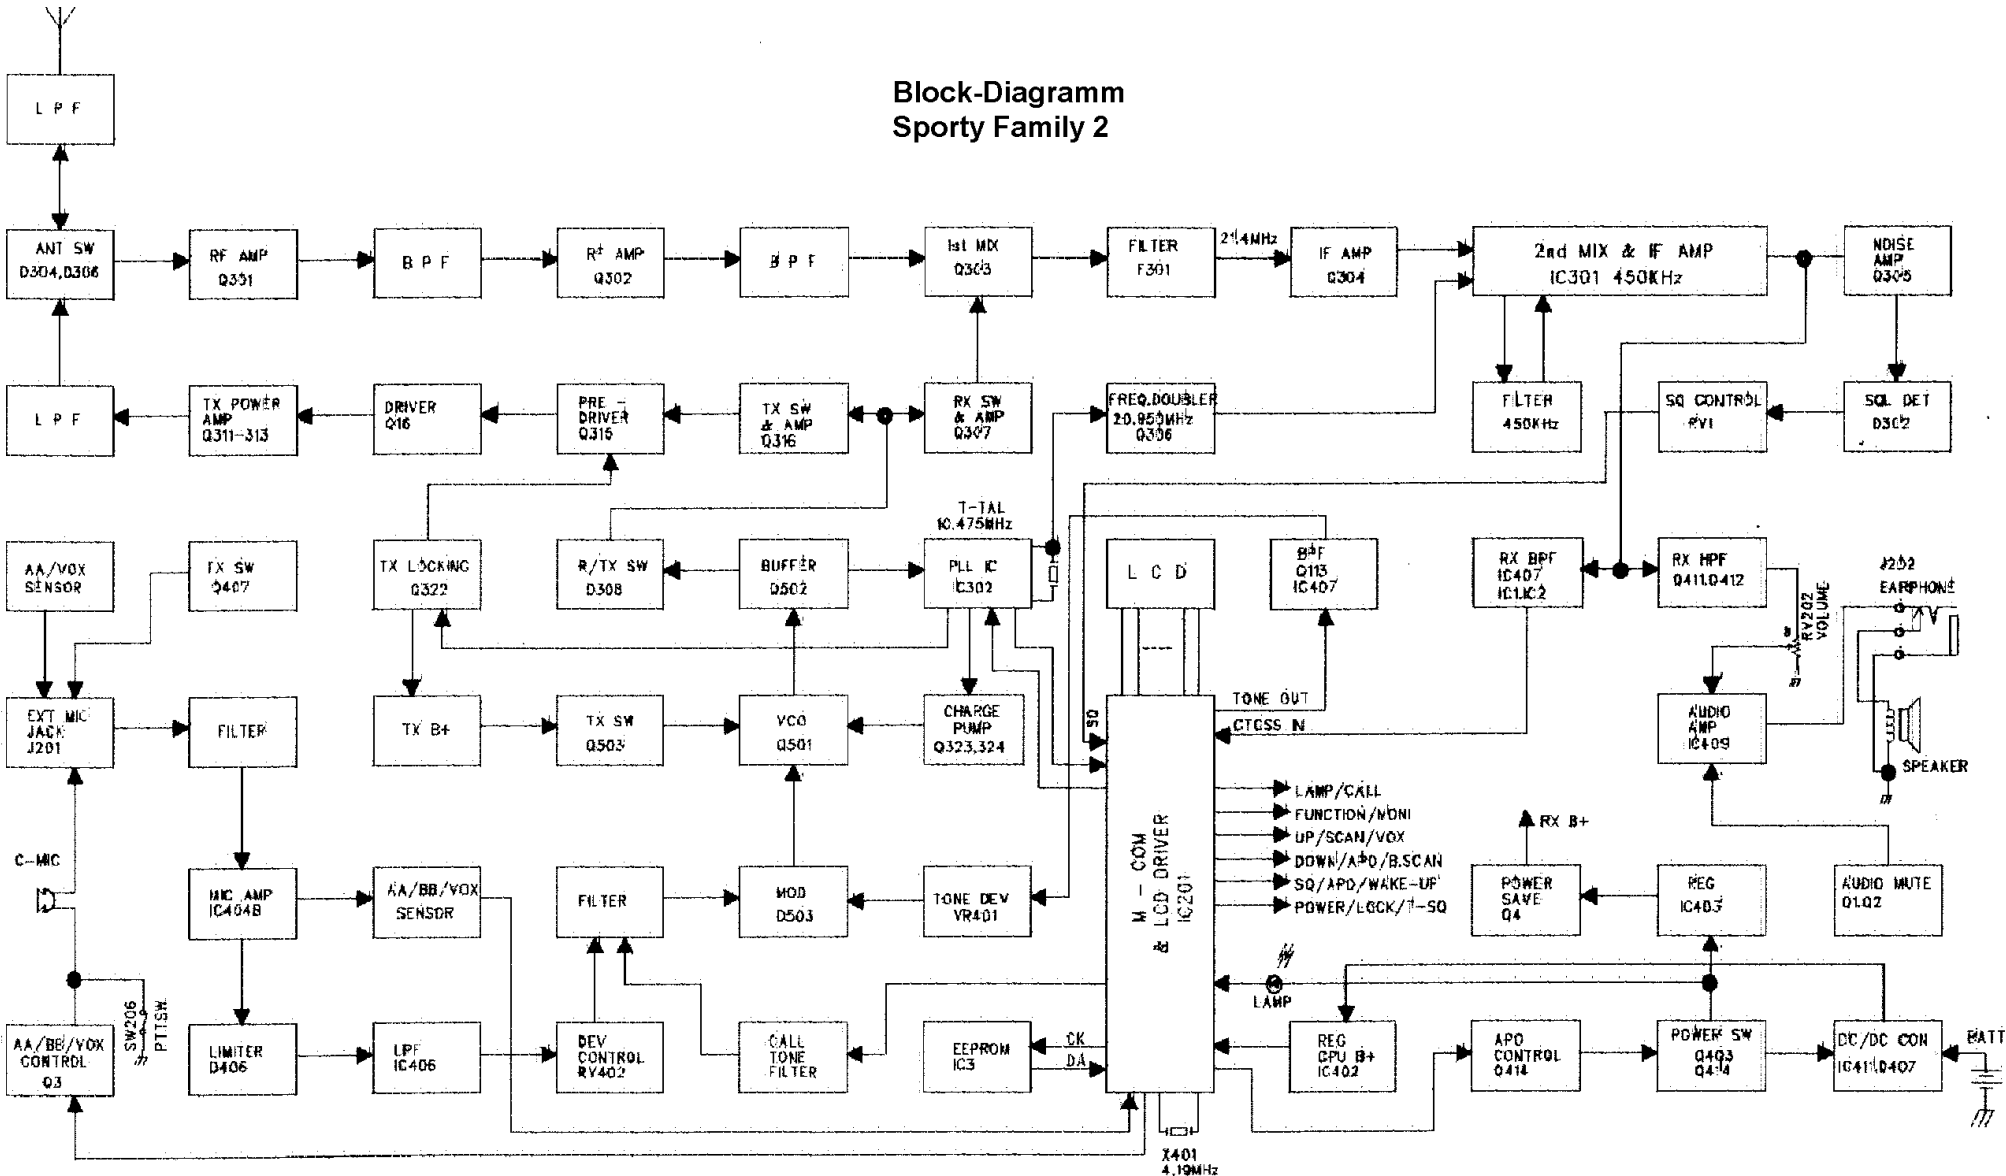 Block-Diagramm
Sporty Family 2
L P F
ANT SW
D304,D306
RF AMP
Q301
B P F
RF AMP
Q302
B P F
1st MIX
Q303
FILTER
F301
21.4MHz
IF AMP
Q304
2nd MIX & IF AMP
IC301 450KHz
NOISE
AMP
Q305
L P F
TX POWER
AMP
Q311-313
DRIVER
Q16
PRE -
DRIVER
Q315
TX SW
& AMP
Q316
RX SW
& AMP
Q307
FREQ.DOUBLER
20.950MHz
Q306
FILTER
450KHz
SQ CONTROL
RV1
SQL DET
D302
T-TAL
10.475MHz
AA/VOX
SENSOR
TX SW
Q407
TX LOCKING
Q322
R/TX SW
D308
BUFFER
Q502
PLL IC
IC302
L C D
BPF
Q113
IC407
RX BPF
IC407
IC1,IC2
RX HPF
Q411,Q412
RV202
VOLUME
J202
EARPHONE
EXT MIC
JACK
J201
FILTER
TX B+
TX SW
Q503
VCO
Q501
CHARGE
PUMP
Q323,324
SQ
TONE OUT
CTCSS IN
AUDIO
AMP
IC409
SPEAKER
LAMP/CALL
FUNCTION/MONI
UP/SCAN/VOX
DOWN/APO/B.SCAN
SQ/APO/WAKE-UP
POWER/LOCK/T-SQ
RX B+
C-MIC
MIC AMP
IC404B
AA/BB/VOX
SENSOR
FILTER
MOD
D503
TONE DEV
VR401
M - COM
& LCD DRIVER
IC201
POWER
SAVE
Q4
REG
IC403
AUDIO MUTE
Q1.Q2
LAMP
SW206
PTTSW
AA/BB/VOX
CONTROL
Q3
LIMITER
D406
LPF
IC406
DEV
CONTROL
RV402
CALL
TONE
FILTER
EEPROM
IC3
CK
DA
REG
CPU B+
IC402
APO
CONTROL
Q414
POWER SW
Q403
Q414
DC/DC CON
IC411,D407
BATT
X401
4.19MHz